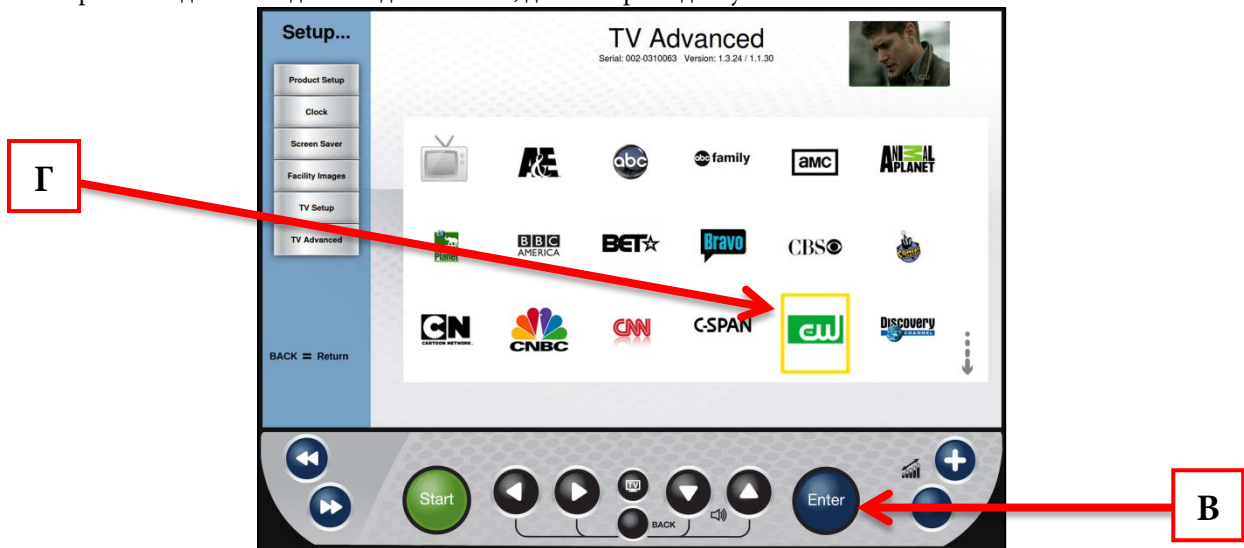 Setup...
TV Advanced
Serial: 002-0310063 Version: 1.3.24 / 1.1.30
Product Setup
Clock
Screen Saver
Facility Images
TV Setup
TV Advanced
BACK = Return
A&E
abc
abc family
amc
ANIMAL PLANET
Planet
BBC AMERICA
BET
Bravo
CBS
CN CARTOON NETWORK.
CNBC
CNN
C-SPAN
CW
DISCOVERY CHANNEL
Г
Start
TV
BACK
Enter
В